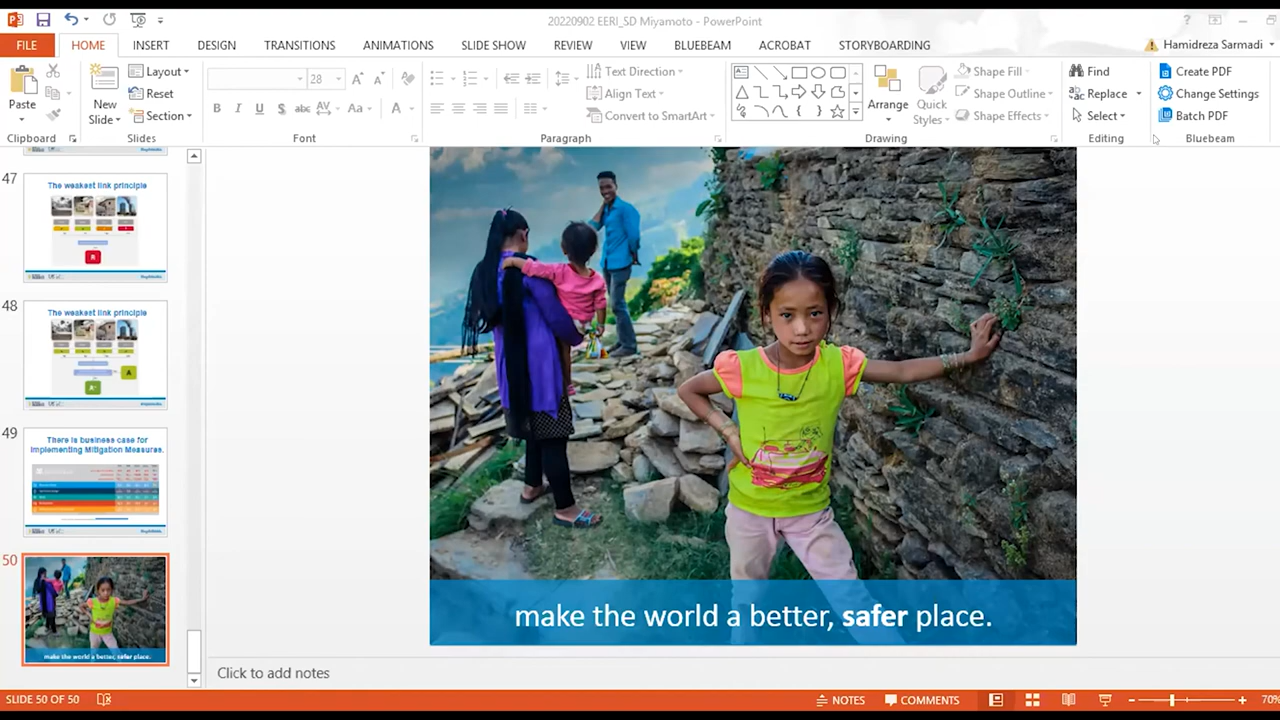 20220902 EERI_SD Miyamoto - PowerPoint
FILE HOME INSERT DESIGN TRANSITIONS ANIMATIONS SLIDE SHOW REVIEW VIEW BLUEBEAM ACROBAT STORYBOARDING Hamidreza Sarmadi
Paste
Clipboard
New Slide
Layout
Reset
Section
Slides
28
B I U S abc AV Aa A
Font
Text Direction
Align Text
Convert to SmartArt
Paragraph
Arrange
Quick Styles
Shape Fill
Shape Outline
Shape Effects
Drawing
Find
Replace
Select
Editing
Create PDF
Change Settings
Batch PDF
Bluebeam
47
The weakest link principle
48
The weakest link principle
49
There is business case for
Implementing Mitigation Measures.
50
make the world a better, safer place.
make the world a better, safer place.
Click to add notes
SLIDE 50 OF 50 NOTES COMMENTS 70%